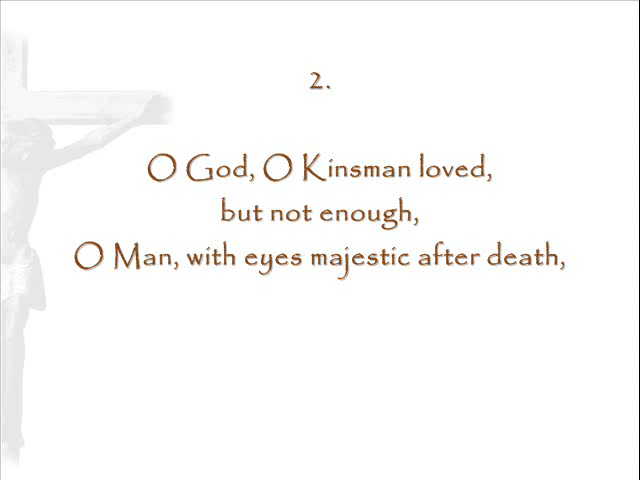 2.
O God, O Kinsman loved,
but not enough,
O Man, with eyes majestic after death,